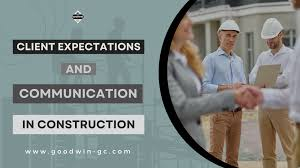 CLIENT EXPECTATIONS
AND
COMMUNICATION
IN CONSTRUCTION
www.goodwin-gc.com